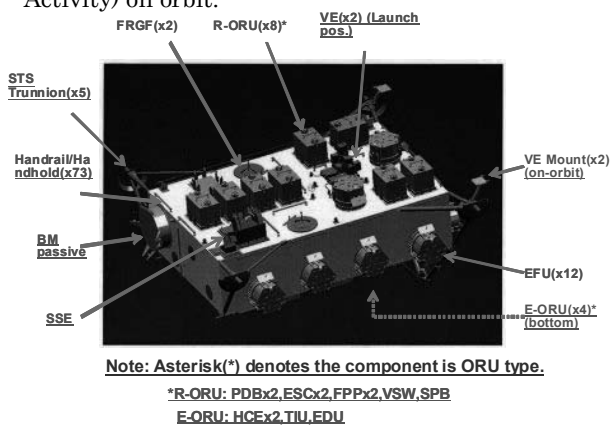 Activity) on orbit.
FRGF(x2)
R-ORU(x8)*
VE(x2) (Launch
pos.)
STS
Trunnion(x5)
Handrail/Ha
ndhold(x73)
VE Mount(x2)
(on-orbit)
BM
passive
EFU(x12)
SSE
E-ORU(x4)*
(bottom)
Note: Asterisk(*) denotes the component is ORU type.
*R-ORU: PDBx2,ESCx2,FPPx2,VSW,SPB
E-ORU: HCEx2,TIU,EDU